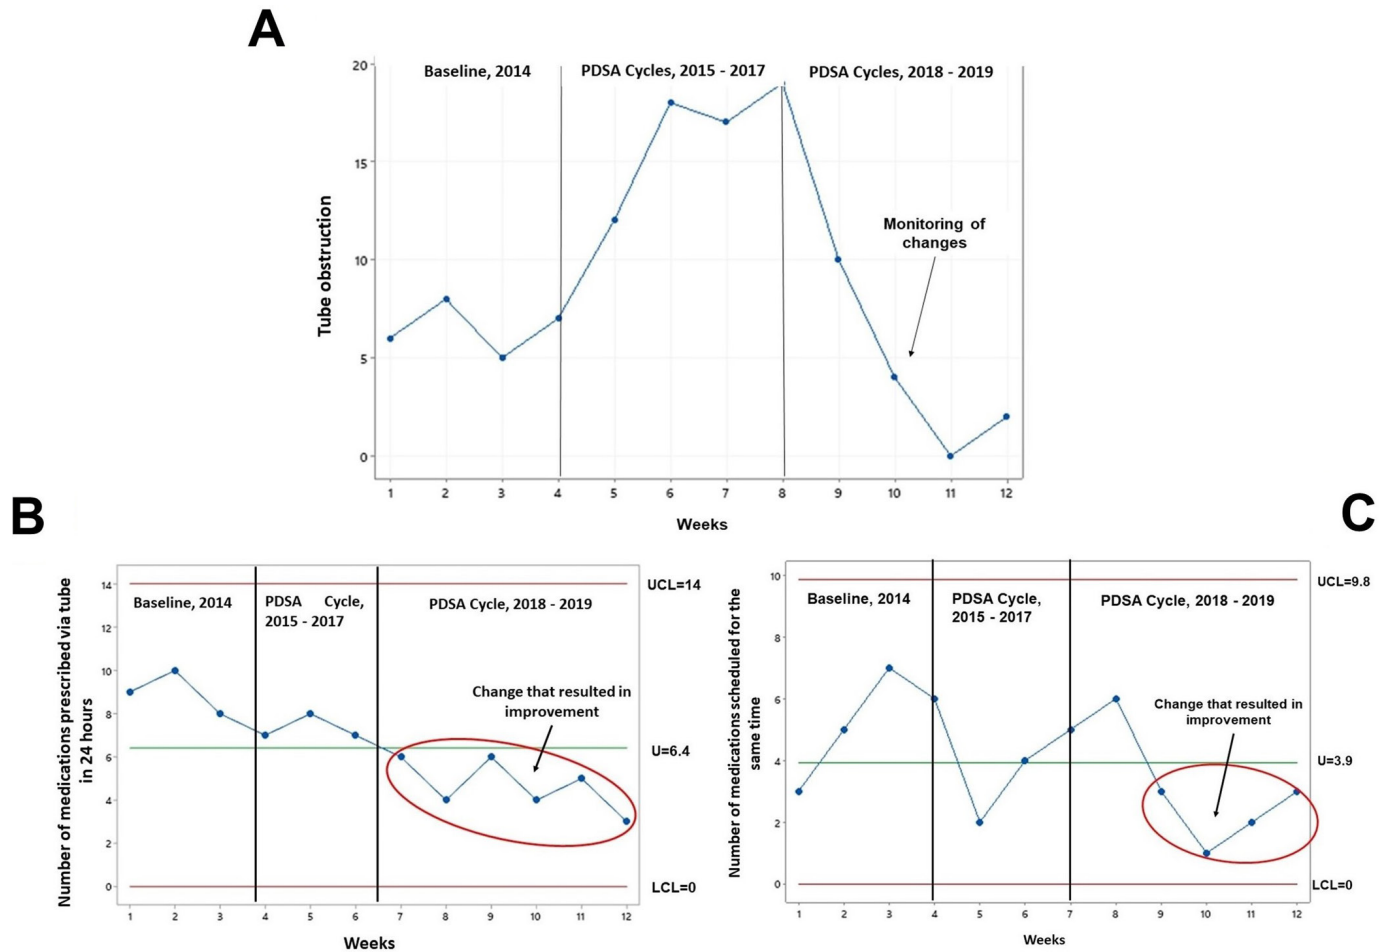 A
Baseline, 2014
PDSA Cycles, 2015 - 2017
PDSA Cycles, 2018 - 2019
20
15
10
5
0
Tube obstruction
Monitoring of
changes
1 2 3 4 5 6 7 8 9 10 11 12
Weeks
B
Number of medications prescribed via tube
in 24 hours
14
12
10
8
6
4
2
0
Baseline, 2014
PDSA Cycle,
2015 - 2017
PDSA Cycle, 2018 - 2019
Change that resulted in
improvement
UCL=14
U=6.4
LCL=0
1 2 3 4 5 6 7 8 9 10 11 12
Weeks
C
Number of medications scheduled for the
same time
10
8
6
4
2
0
Baseline, 2014
PDSA Cycle,
2015 - 2017
PDSA Cycle, 2018 - 2019
Change that resulted in
improvement
UCL=9.8
U=3.9
LCL=0
1 2 3 4 5 6 7 8 9 10 11 12
Weeks